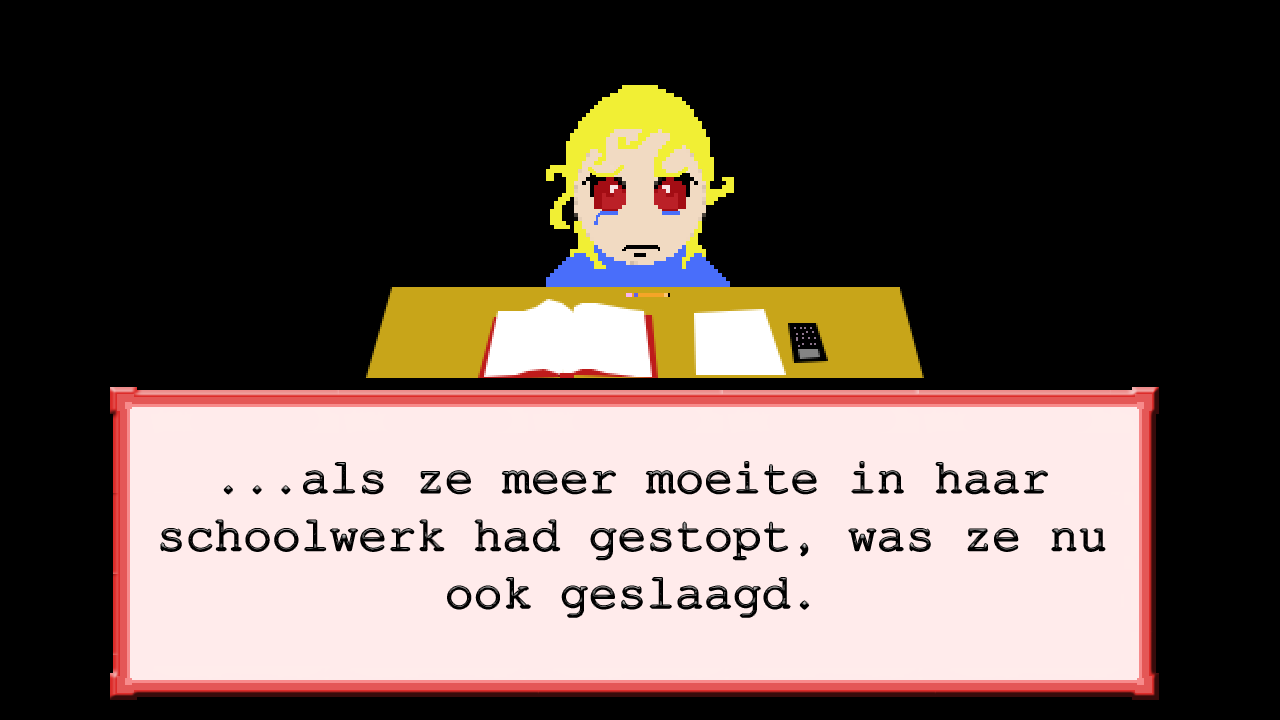 ...als ze meer moeite in haar
schoolwerk had gestopt, was ze nu
ook geslaagd.